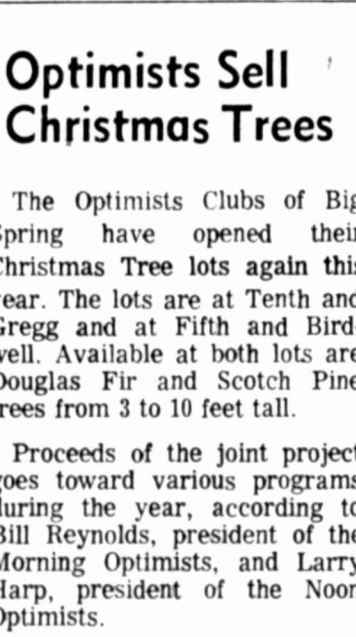 Optimists Sell
Christmas Trees
The Optimists Clubs of Big
Spring have opened their
Christmas Tree lots again this
year. The lots are at Tenth and
Gregg and at Fifth and Bird-
well. Available at both lots are
Douglas Fir and Scotch Pine
trees from 3 to 10 feet tall.
Proceeds of the joint project
goes toward various programs
during the year, according to
Bill Reynolds, president of the
Morning Optimists, and Larry
Harp, president of the Noon
Optimists.